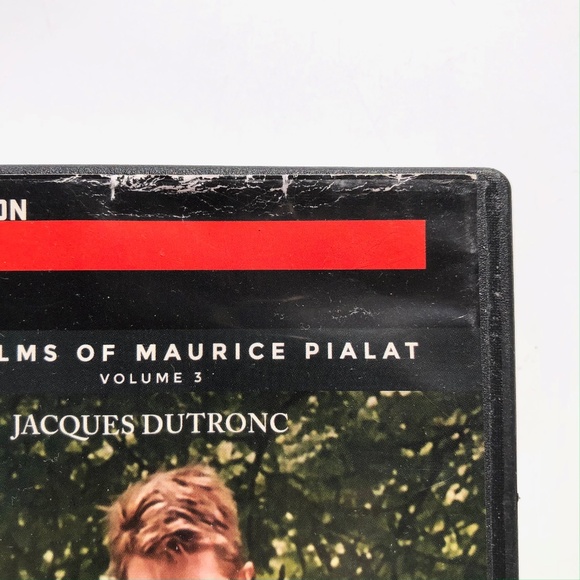 ON
LMS OF MAURICE PIALAT
VOLUME 3
JACQUES DUTRONC